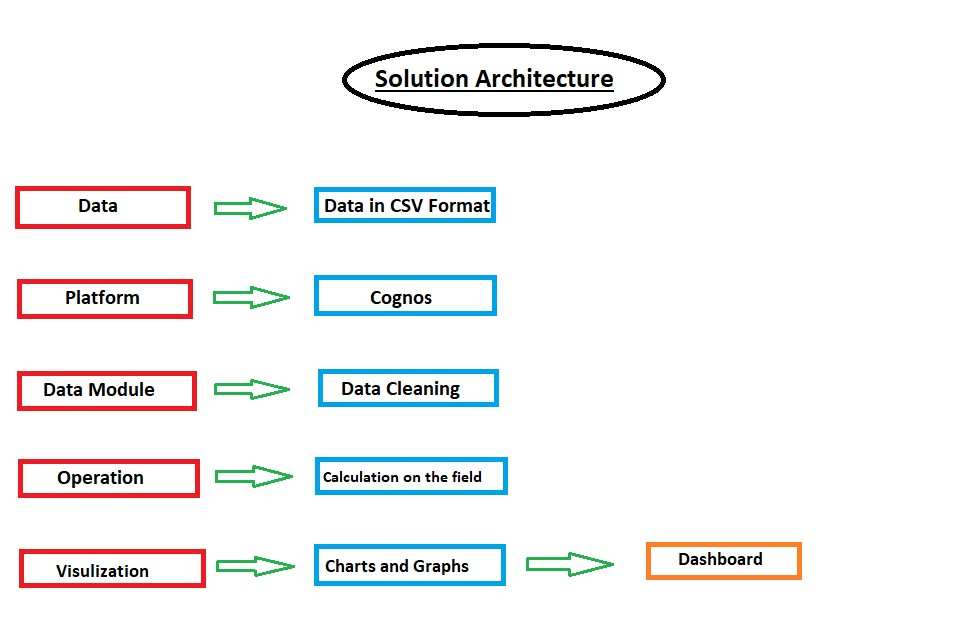 Solution Architecture
Data
Data in CSV Format
Platform
Cognos
Data Module
Data Cleaning
Operation
Calculation on the field
Visulization
Charts and Graphs
Dashboard